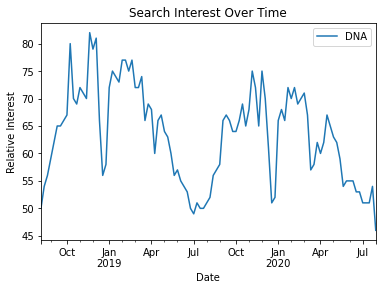 Search Interest Over Time
DNA
Relative Interest
80
75
70
65
60
55
50
45
Oct
Jan
2019
Apr
Jul
Oct
Jan
2020
Apr
Jul
Date